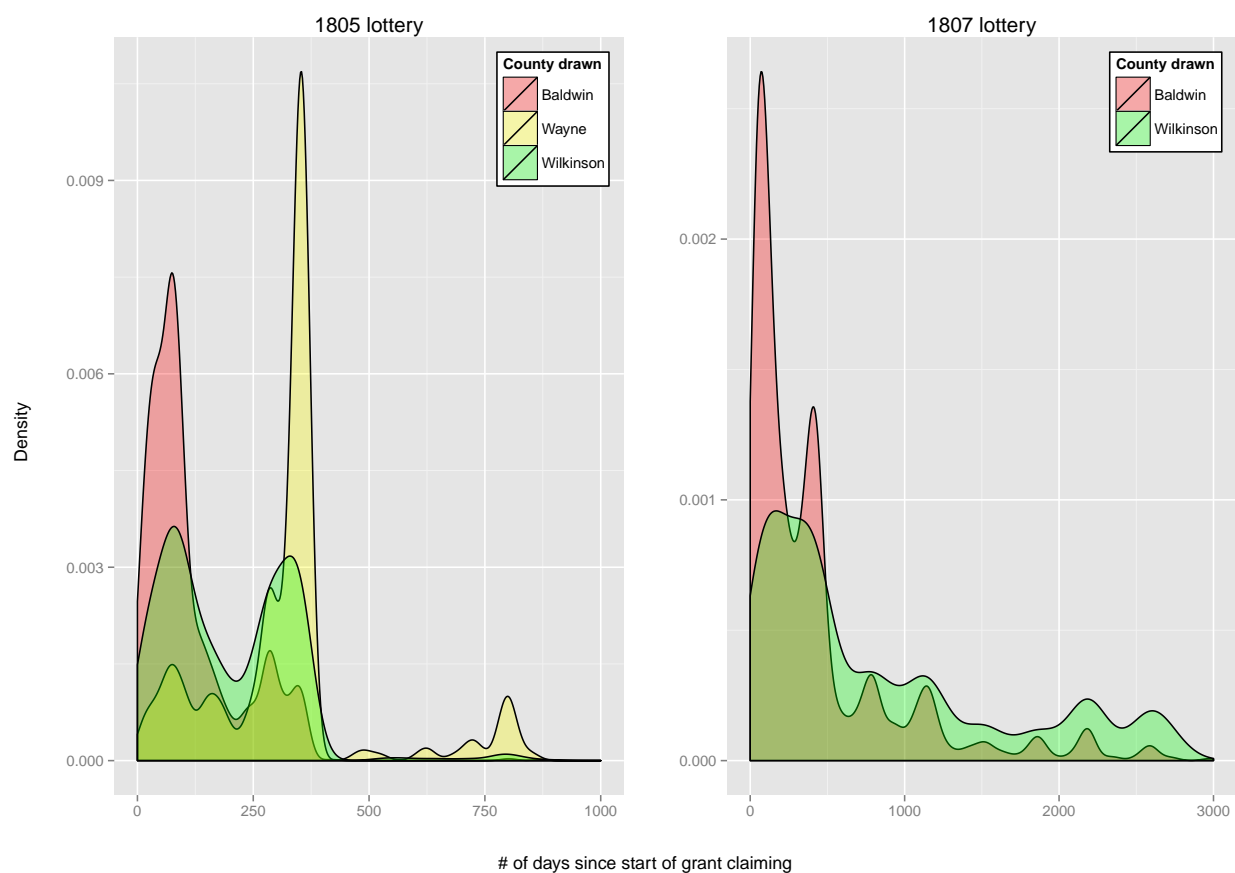 1805 lottery
County drawn
Baldwin
Wayne
Wilkinson
0.009
0.006
0.003
0.000
0
250
500
750
1000
1807 lottery
County drawn
Baldwin
Wilkinson
0.002
0.001
0.000
0
1000
2000
3000
Density
# of days since start of grant claiming